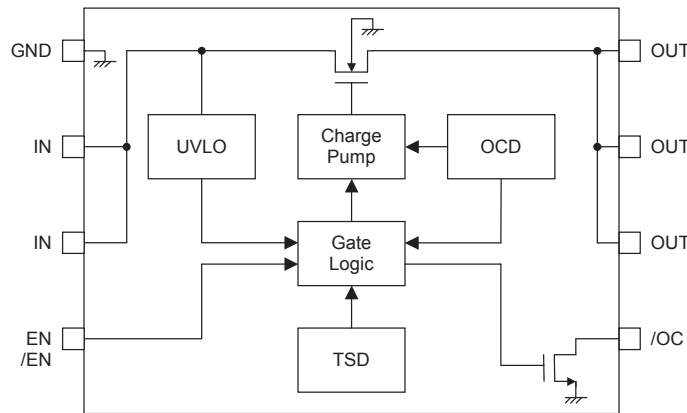 GND
OUT
IN
UVLO
Charge
Pump
OCD
OUT
IN
Gate
Logic
OUT
EN
/EN
TSD
/OC